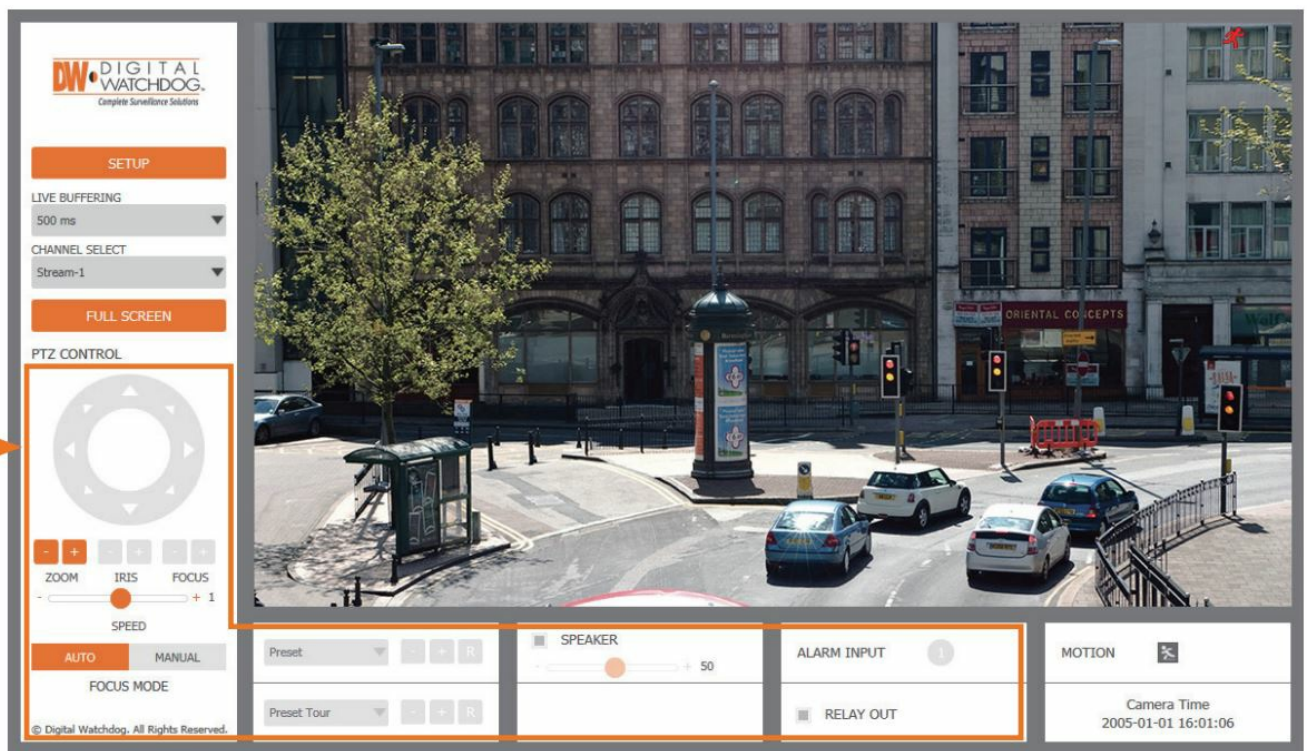 DW DIGITAL
WATCHDOG
Complete Surveillance Solutions
SETUP
LIVE BUFFERING
500 ms
CHANNEL SELECT
Stream-1
FULL SCREEN
PTZ CONTROL
- + - + - +
ZOOM IRIS FOCUS
- + 1
SPEED
AUTO MANUAL
FOCUS MODE
© Digital Watchdog. All Rights Reserved.
ORIENTAL CONCEPTS
Preset - + R
Preset Tour - + R
SPEAKER
- + 50
ALARM INPUT 1
RELAY OUT
MOTION
Camera Time
2005-01-01 16:01:06